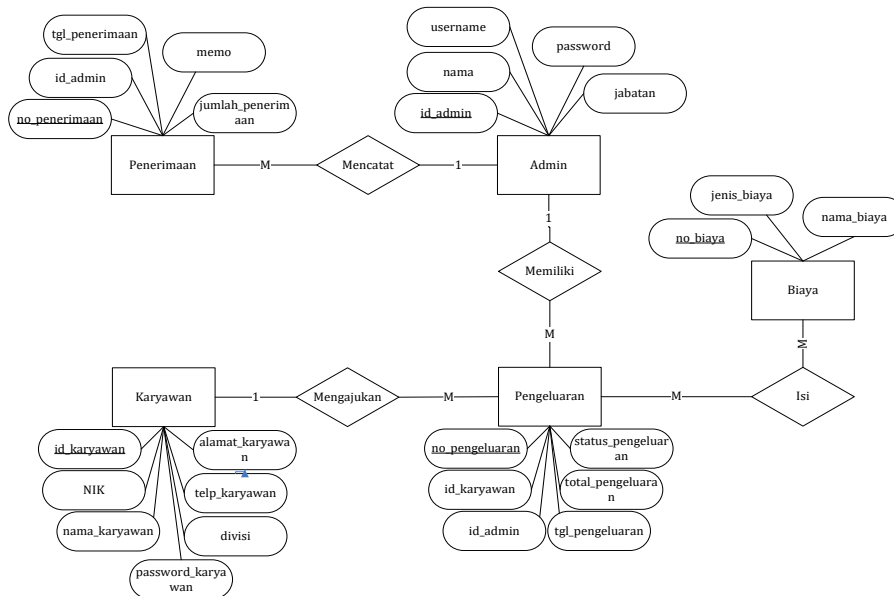 tgl_penerimaan
memo
id_admin
no_penerimaan
jumlah_penerim
aan
Penerimaan
M
Mencatat
1
username
password
nama
jabatan
id_admin
Admin
1
Memiliki
M
jenis_biaya
nama_biaya
no_biaya
Biaya
M
Isi
M
Karyawan
1
Mengajukan
M
Pengeluaran
id_karyawan
alamat_karyawa
n
NIK
telp_karyawan
nama_karyawan
divisi
password_karya
wan
no_pengeluaran
status_pengelua
ran
id_karyawan
total_pengeluara
n
id_admin
tgl_pengeluaran